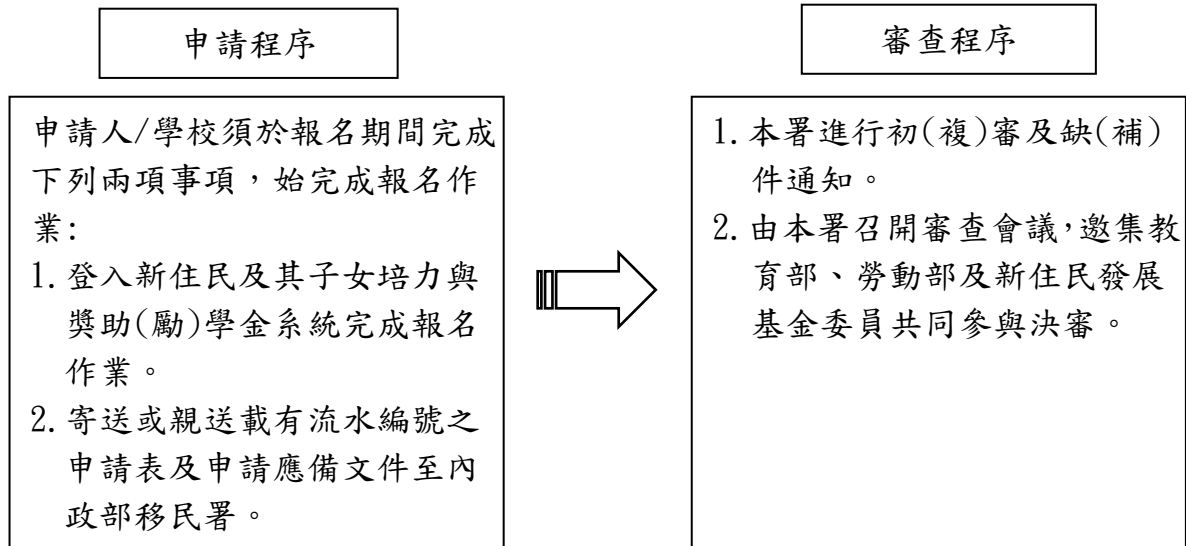 申請程序
申請人/學校須於報名期間完成
下列兩項事項，始完成報名作
業：
1.登入新住民及其子女培力與
獎助(勵)學金系統完成報名
作業。
2.寄送或親送載有流水編號之
申請表及申請應備文件至內
政部移民署。
審查程序
1.本署進行初(複)審及缺(補)
件通知。
2.由本署召開審查會議，邀集教
育部、勞動部及新住民發展
基金委員共同參與決審。